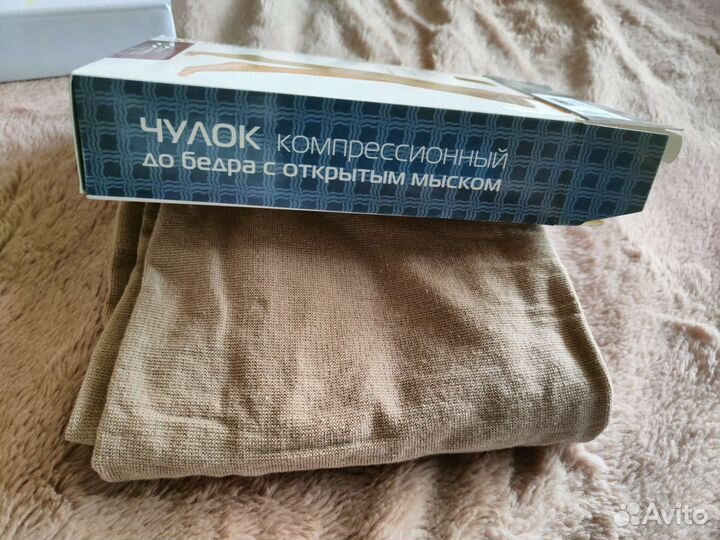 ЧУЛОК КОМПРЕССИОННЫЙ
до бедра с открытым мыском
Avito